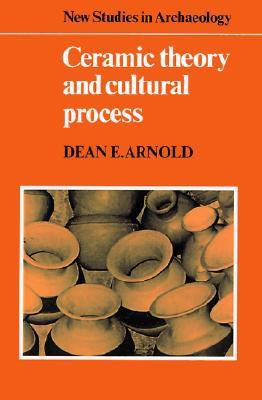 New Studies in Archaeology
Ceramic theory
and cultural
process
DEAN E. ARNOLD